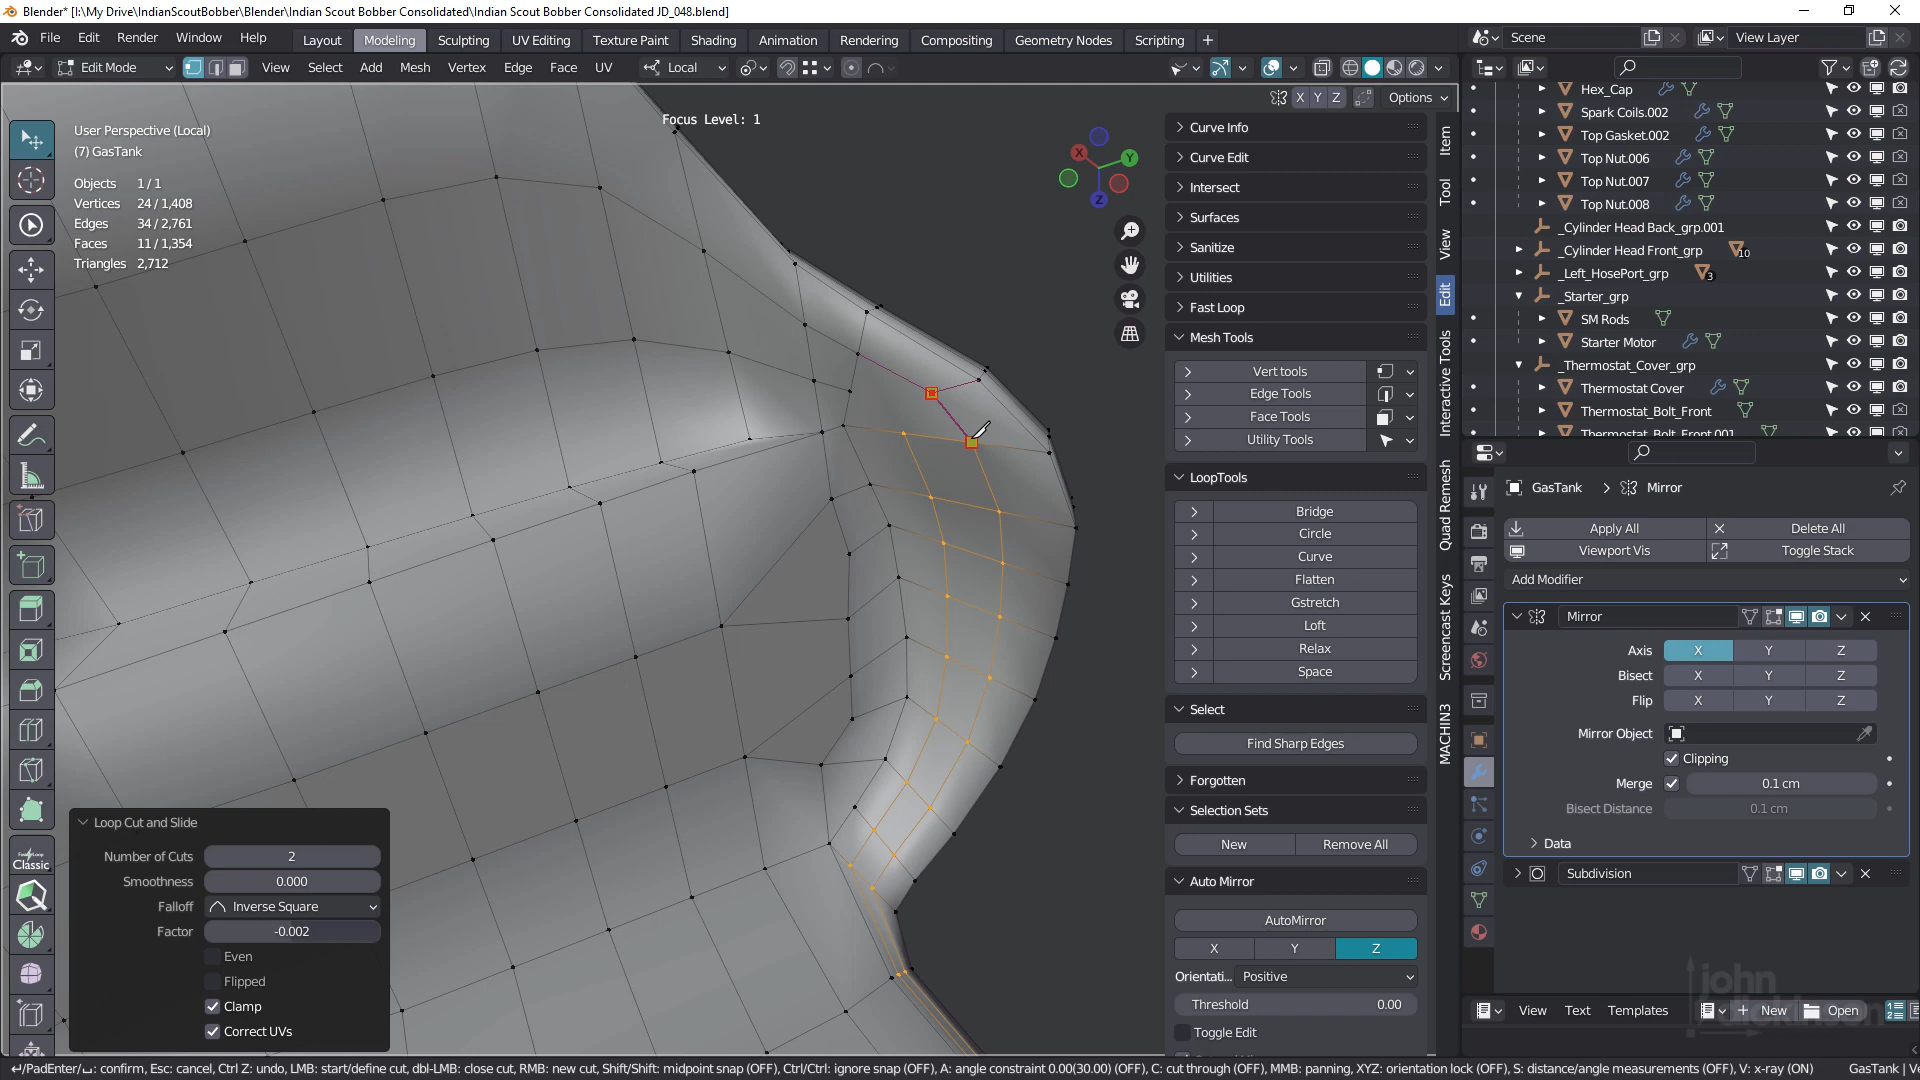 Blender* [I:\My Drive\IndianScoutBobber\Blender\Indian Scout Bobber Consolidated\Indian Scout Bobber Consolidated JD_048.blend]
File Edit Render Window Help Layout Modeling Sculpting UV Editing Texture Paint Shading Animation Rendering Compositing Geometry Nodes Scripting + Scene View Layer
Edit Mode View Select Add Mesh Vertex Edge Face UV Local
X Y Z Options
User Perspective (Local)
(7) GasTank
Focus Level: 1
Objects 1 / 1
Vertices 24 / 1,408
Edges 34 / 2,761
Faces 11 / 1,354
Triangles 2,712
X Y Z
Curve Info
Curve Edit
Intersect
Surfaces
Sanitize
Utilities
Fast Loop
Mesh Tools
Vert tools
Edge Tools
Face Tools
Utility Tools
LoopTools
Bridge
Circle
Curve
Flatten
Gstretch
Loft
Relax
Space
Select
Find Sharp Edges
Forgotten
Selection Sets
New Remove All
Auto Mirror
AutoMirror
X Y Z
Orientati... Positive
Threshold 0.00
Toggle Edit
Item
Tool
View
Edit
Interactive Tools
Quad Remesh
Screencast Keys
MACHIN3
Hex_Cap
Spark Coils.002
Top Gasket.002
Top Nut.006
Top Nut.007
Top Nut.008
_Cylinder Head Back_grp.001
_Cylinder Head Front_grp 10
_Left_HosePort_grp 3
_Starter_grp
SM Rods
Starter Motor
_Thermostat_Cover_grp
Thermostat Cover
Thermostat_Bolt_Front
Thermostat_Bolt_Front.001
GasTank > Mirror
Apply All Delete All
Viewport Vis Toggle Stack
Add Modifier
Mirror
Axis X Y Z
Bisect X Y Z
Flip X Y Z
Mirror Object
Clipping
Merge 0.1 cm
Bisect Distance 0.1 cm
Data
Subdivision
View Text Templates New Open
john
Classic
Loop Cut and Slide
Number of Cuts 2
Smoothness 0.000
Falloff Inverse Square
Factor -0.002
Even
Flipped
Clamp
Correct UVs
↵/PadEnter/␣: confirm, Esc: cancel, Ctrl Z: undo, LMB: start/define cut, dbl-LMB: close cut, RMB: new cut, Shift/Shift: midpoint snap (OFF), Ctrl/Ctrl: ignore snap (OFF), A: angle constraint 0.00(30.00) (OFF), C: cut through (OFF), MMB: panning, XYZ: orientation lock (OFF), S: distance/angle measurements (OFF), V: x-ray (ON) GasTank | Ve